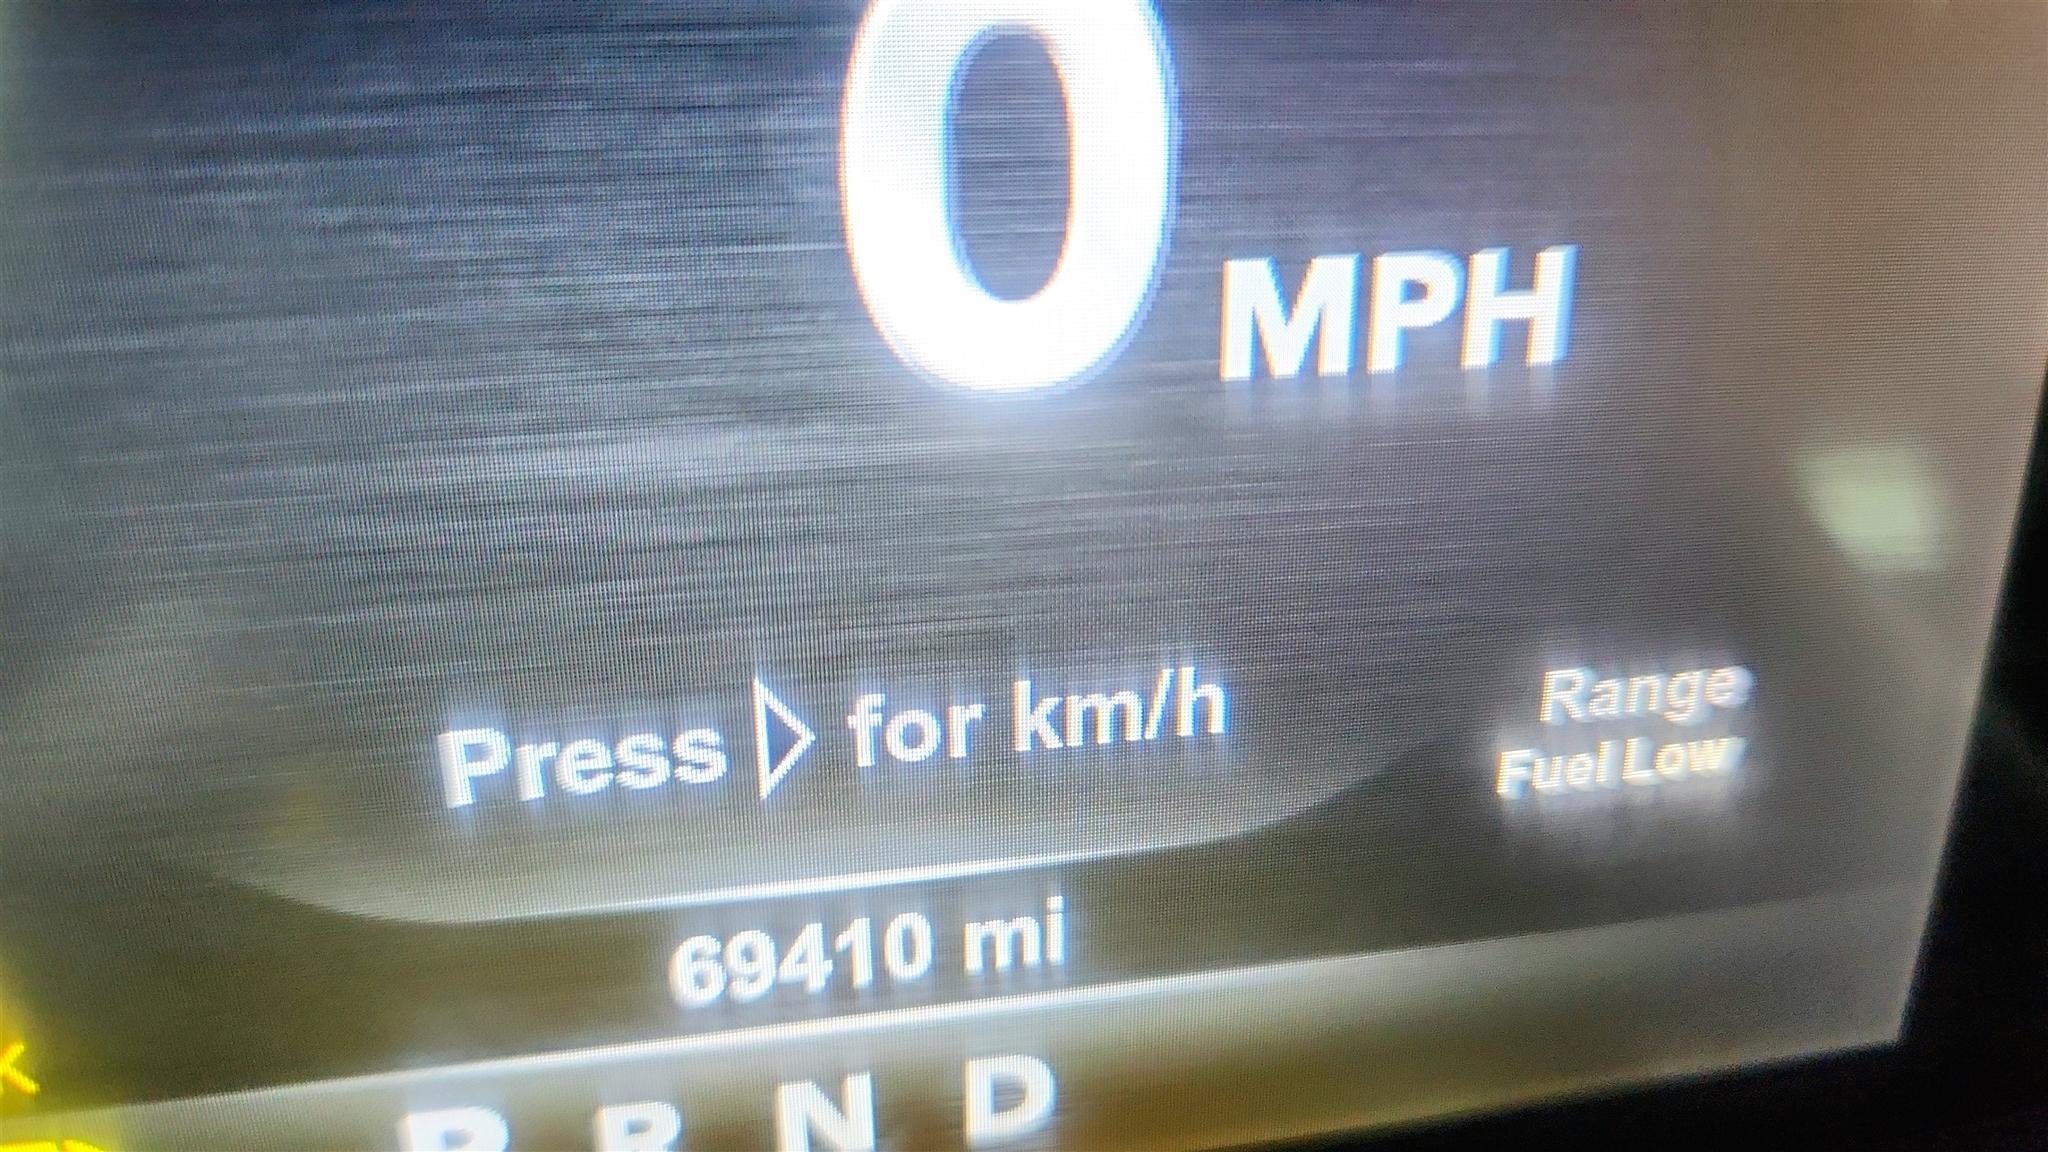 0 MPH
Press ▷ for km/h
Range
Fuel Low
69410 mi
P R N D